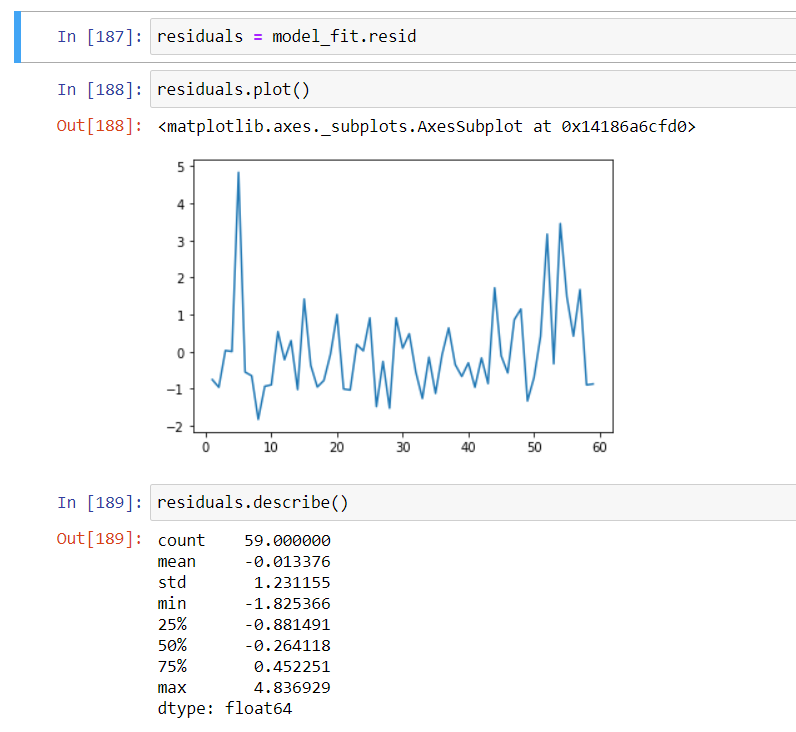 In [187]: residuals = model_fit.resid
In [188]: residuals.plot()
Out[188]: <matplotlib.axes._subplots.AxesSubplot at 0x14186a6cfd0>
5
4
3
2
1
0
−1
−2
0 10 20 30 40 50 60
In [189]: residuals.describe()
Out[189]: count 59.000000
mean -0.013376
std 1.231155
min -1.825366
25% -0.881491
50% -0.264118
75% 0.452251
max 4.836929
dtype: float64